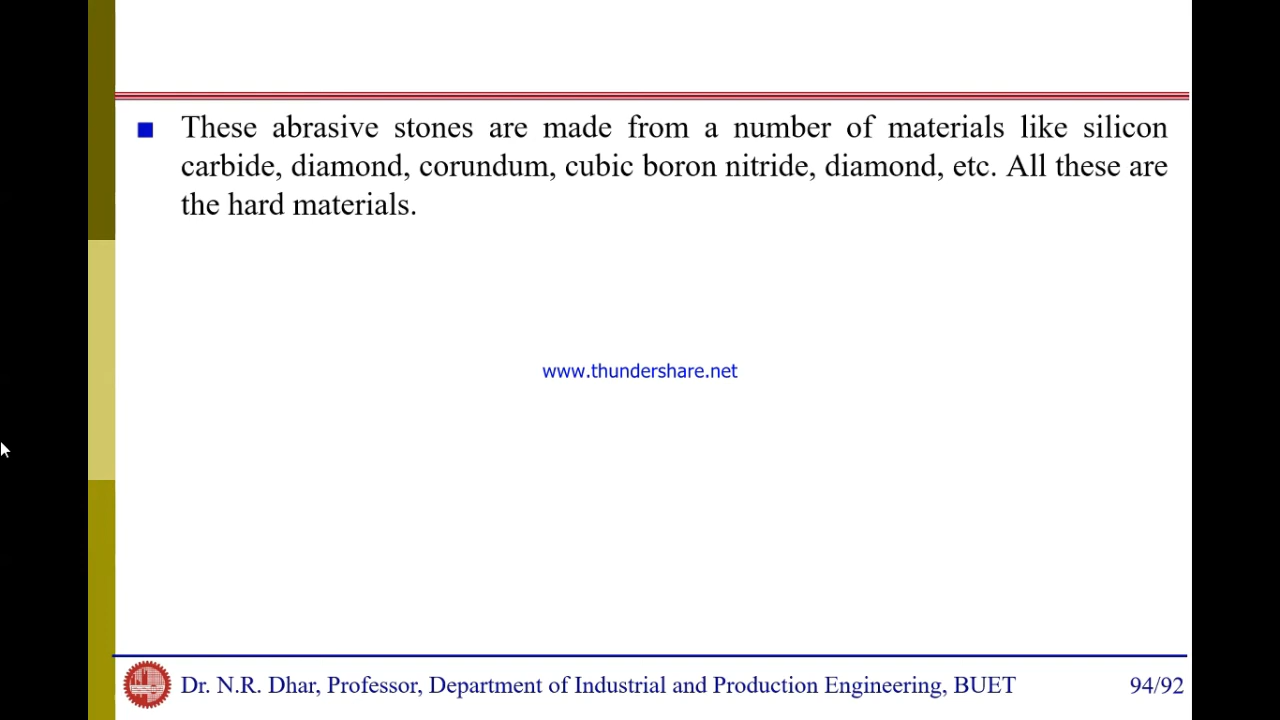 These abrasive stones are made from a number of materials like silicon
carbide, diamond, corundum, cubic boron nitride, diamond, etc. All these are
the hard materials.
www.thundershare.net
Dr. N.R. Dhar, Professor, Department of Industrial and Production Engineering, BUET 94/92